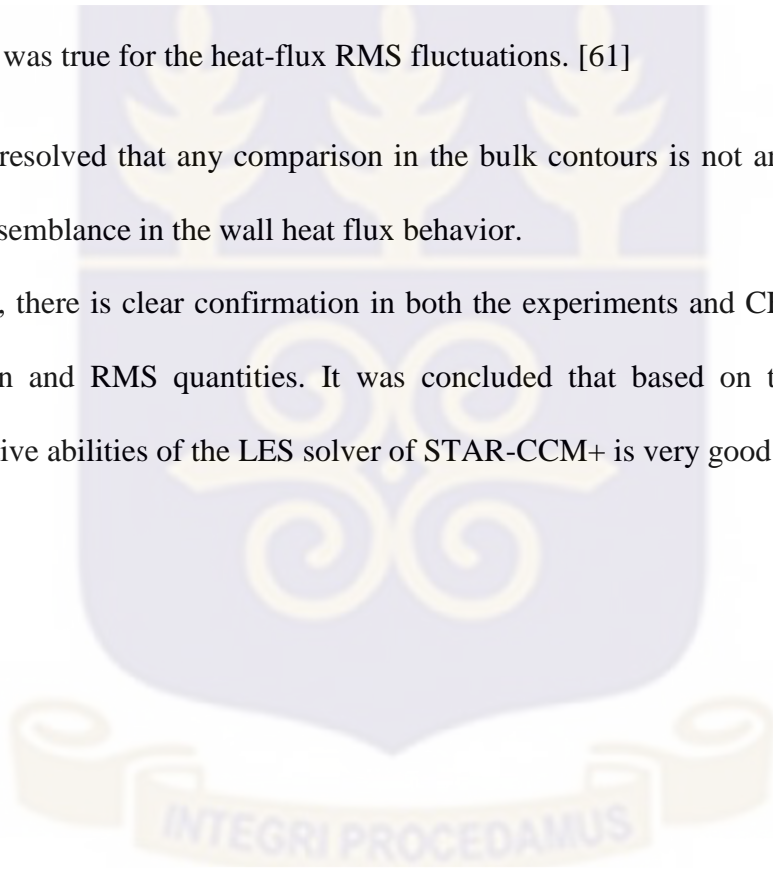 was true for the heat-flux RMS fluctuations. [61]
resolved that any comparison in the bulk contours is not
semblance in the wall heat flux behavior.
, there is clear confirmation in both the experiments and
n and RMS quantities. It was concluded that based on
ive abilities of the LES solver of STAR-CCM+ is very good
INTEGRI PROCEDAMUS